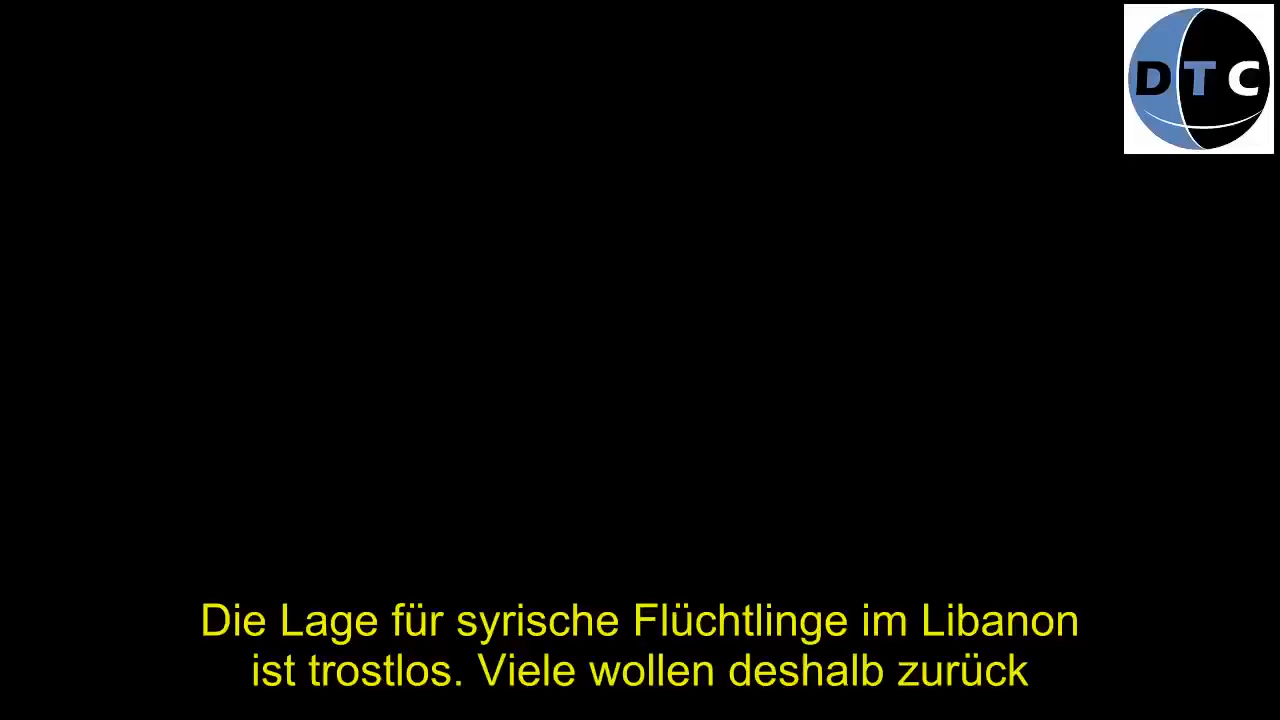 DTC
Die Lage für syrische Flüchtlinge im Libanon
ist trostlos. Viele wollen deshalb zurück